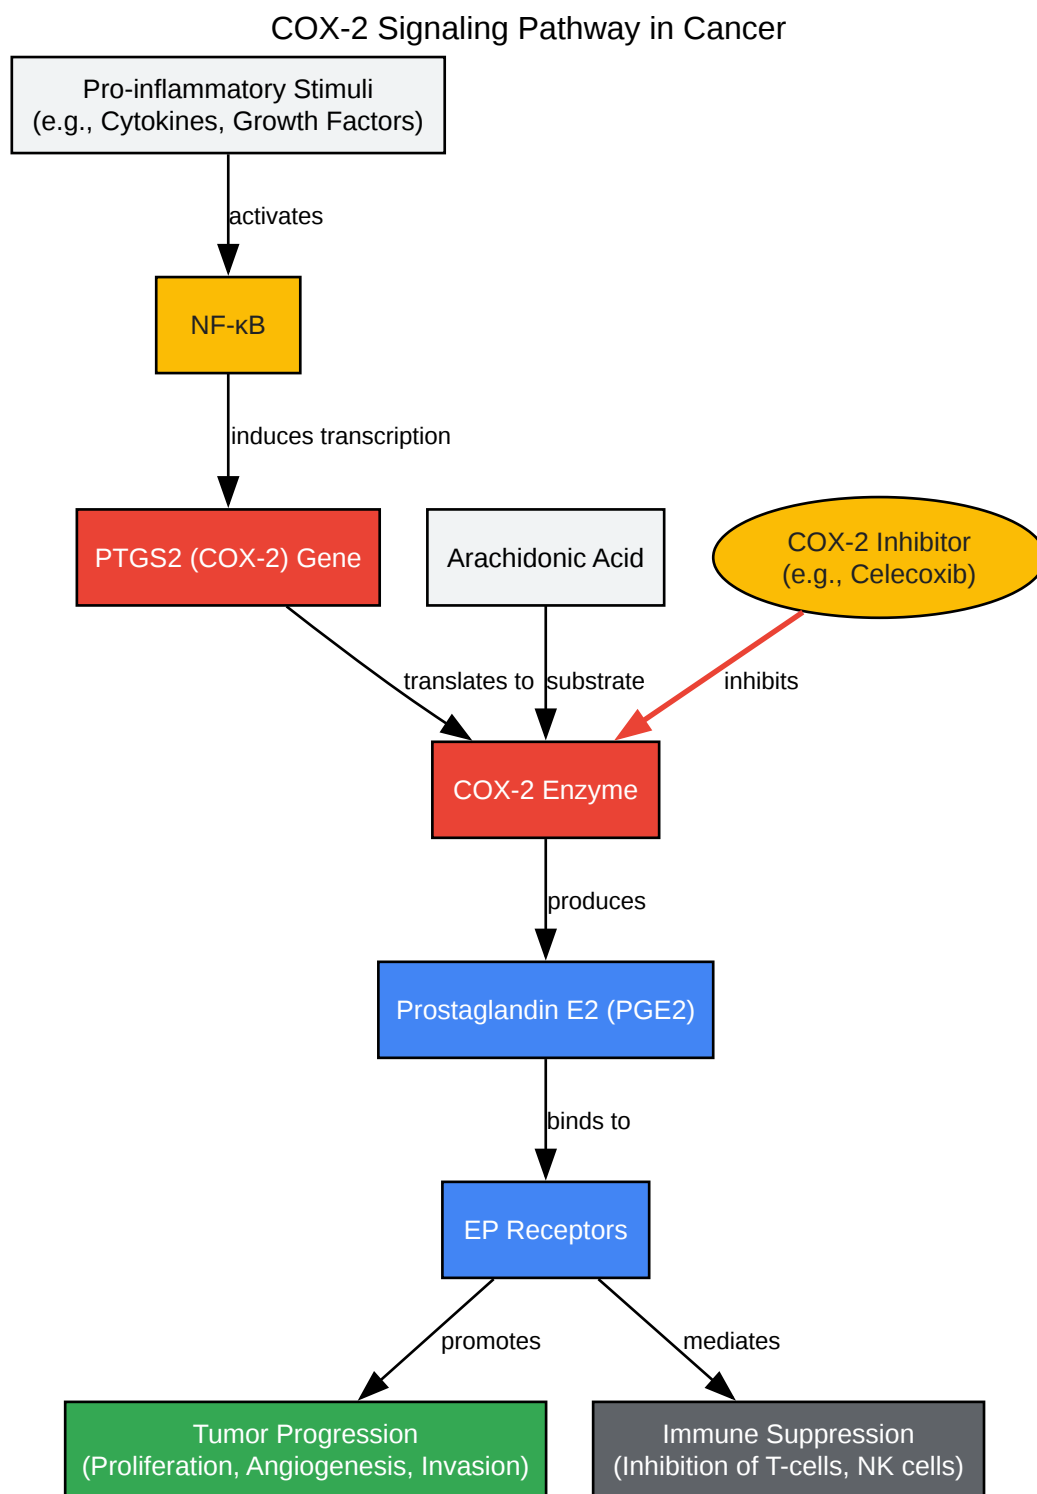 COX-2 Signaling Pathway in Cancer
Pro-inflammatory Stimuli
(e.g., Cytokines, Growth Factors)
activates
NF-κB
induces transcription
PTGS2 (COX-2) Gene
Arachidonic Acid
COX-2 Inhibitor
(e.g., Celecoxib)
translates to
substrate
inhibits
COX-2 Enzyme
produces
Prostaglandin E2 (PGE2)
binds to
EP Receptors
promotes
mediates
Tumor Progression
(Proliferation, Angiogenesis, Invasion)
Immune Suppression
(Inhibition of T-cells, NK cells)